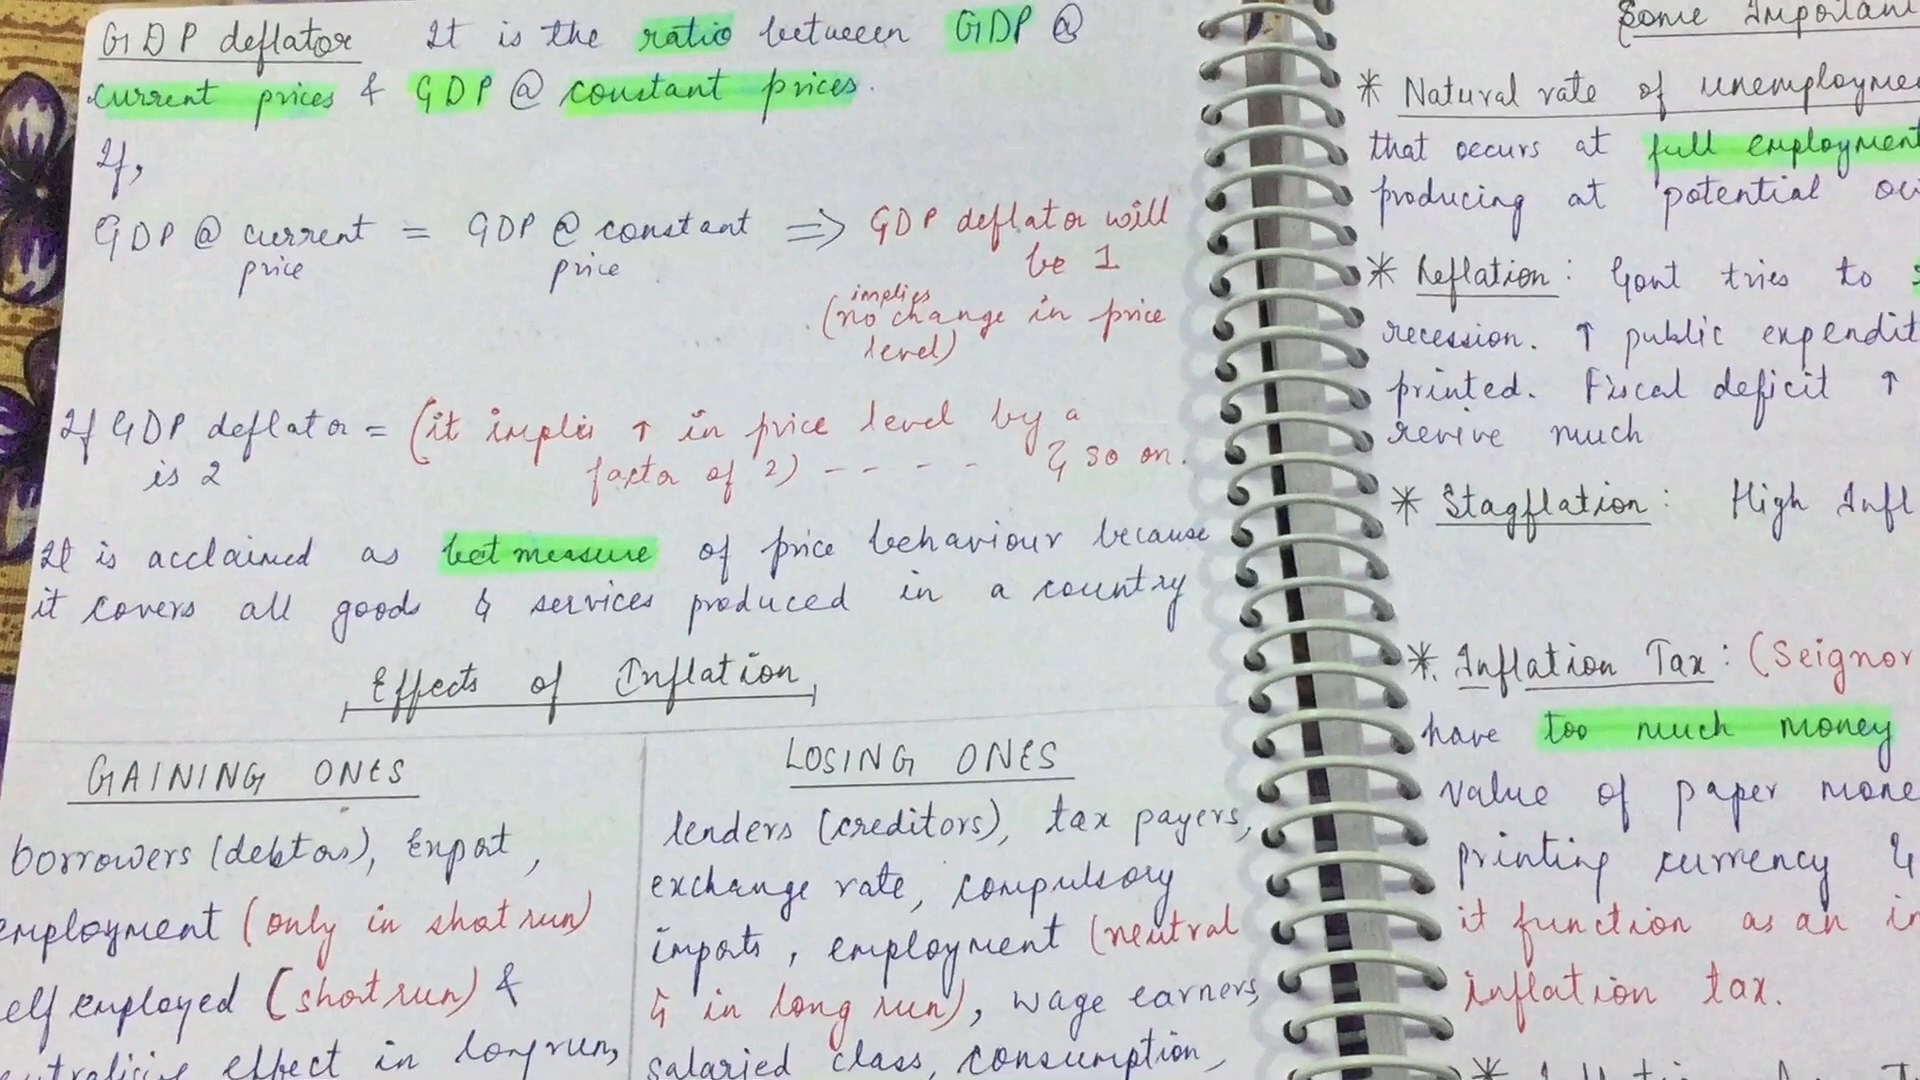 GDP deflator It is the ratio between GDP @
current prices & GDP @ constant prices.
If,
GDP @ current price = GDP @ constant price => GDP deflator will be 1
(implies no change in price level)
If GDP deflator is 2 = (it implies ↑ in price level by a
factor of 2) - - - - & so on.
It is acclaimed as best measure of price behaviour because
it covers all goods & services produced in a country
Effects of Inflation
GAINING ONES
borrowers (debtors), Export,
employment (only in short run)
elf employed (short run) &
effect in long run,
LOSING ONES
lenders (creditors), tax payers,
exchange rate, compulsory
imports, employment (neutral
& in long run), wage earners,
salaried class, consumption,
Some Important
* Natural rate of unemployme
that occurs at full employment
producing at potential ou
* Reflation: Govt tries to
recession. ↑ public expendit
printed. Fiscal deficit ↑
revive much
* Stagflation: High Infl
* Inflation Tax: (Seignor
have too much money
value of paper mone
printing currency &
it function as an in
inflation tax.
*